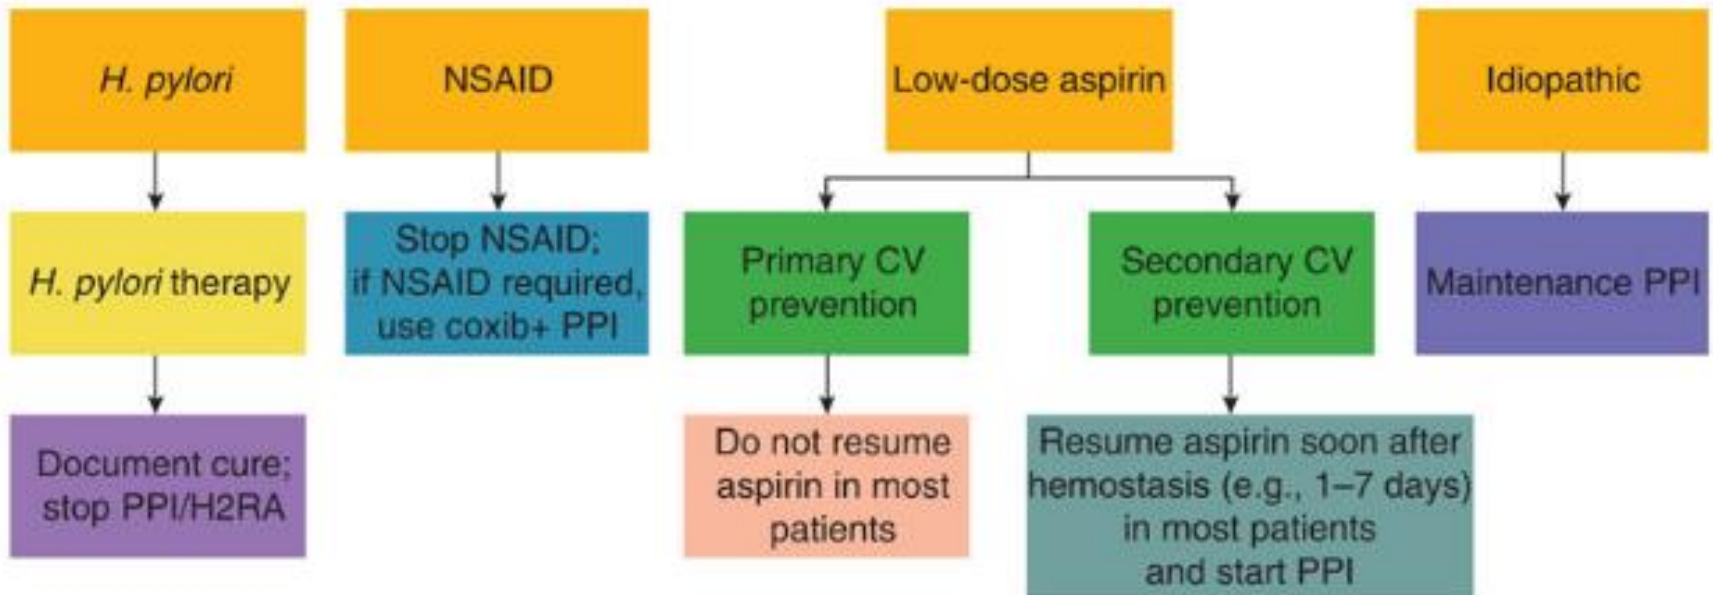 H. pylori
NSAID
Low-dose aspirin
Idiopathic
H. pylori therapy
Stop NSAID;
if NSAID required,
use coxib+ PPI
Primary CV
prevention
Secondary CV
prevention
Maintenance PPI
Document cure;
stop PPI/H2RA
Do not resume
aspirin in most
patients
Resume aspirin soon after
hemostasis (e.g., 1–7 days)
in most patients
and start PPI